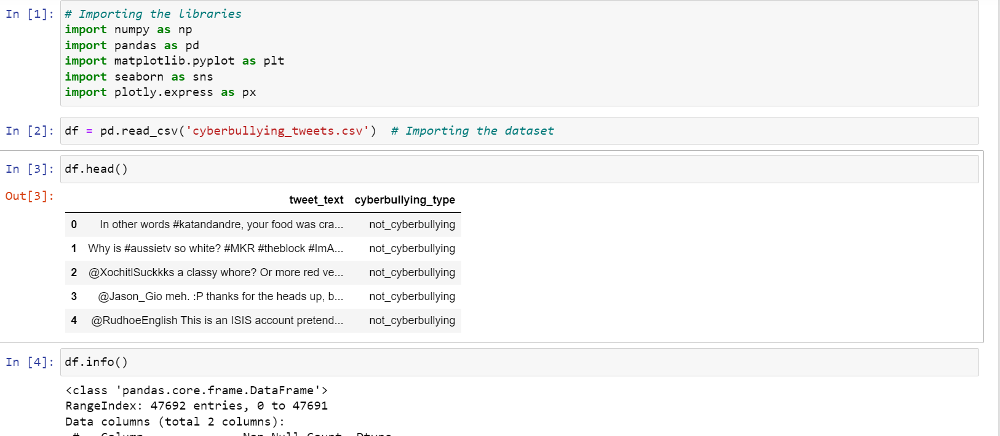 In [1]: # Importing the libraries
import numpy as np
import pandas as pd
import matplotlib.pyplot as plt
import seaborn as sns
import plotly.express as px
In [2]: df = pd.read_csv('cyberbullying_tweets.csv')  # Importing the dataset
In [3]: df.head()
Out[3]:
tweet_text cyberbullying_type
0 In other words #katandandre, your food was cra... not_cyberbullying
1 Why is #aussietv so white? #MKR #theblock #ImA... not_cyberbullying
2 @XochitlSuckkks a classy whore? Or more red ve... not_cyberbullying
3 @Jason_Gio meh. :P thanks for the heads up, b... not_cyberbullying
4 @RudhoeEnglish This is an ISIS account pretend... not_cyberbullying
In [4]: df.info()
<class 'pandas.core.frame.DataFrame'>
RangeIndex: 47692 entries, 0 to 47691
Data columns (total 2 columns):
# Column Non-Null Count Dtype